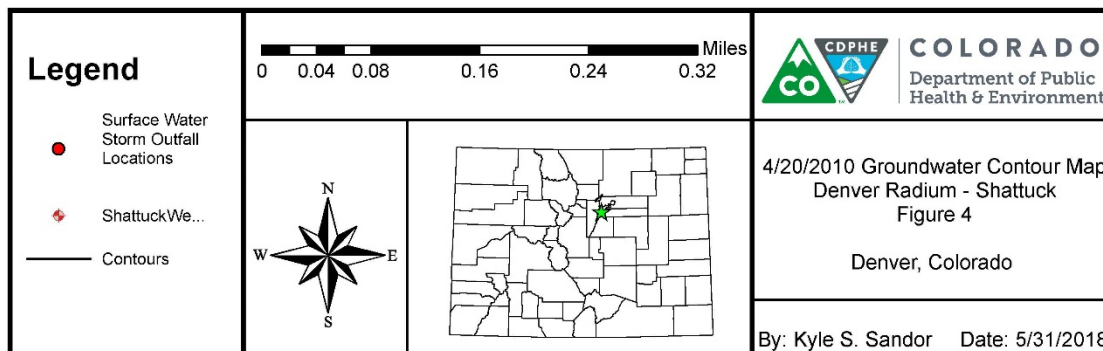 Legend
Surface Water
Storm Outfall
Locations
ShattuckWe...
Contours
Miles
0 0.04 0.08 0.16 0.24 0.32
N
W E
S
CO
CDPHE
TM
COLORADO
Department of Public
Health & Environment
4/20/2010 Groundwater Contour Map
Denver Radium - Shattuck
Figure 4
Denver, Colorado
By: Kyle S. Sandor Date: 5/31/2018